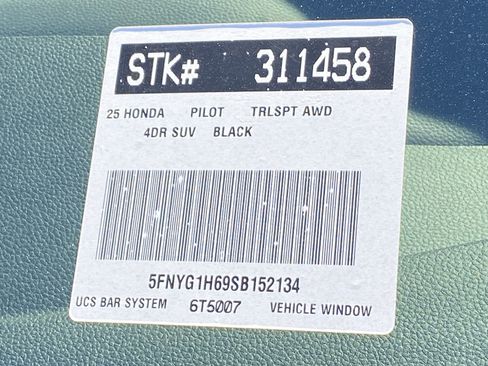 STK# 311458
25 HONDA PILOT TRLSPT AWD
4DR SUV BLACK
5FNYG1H69SB152134
UCS BAR SYSTEM 6T5007 VEHICLE WINDOW